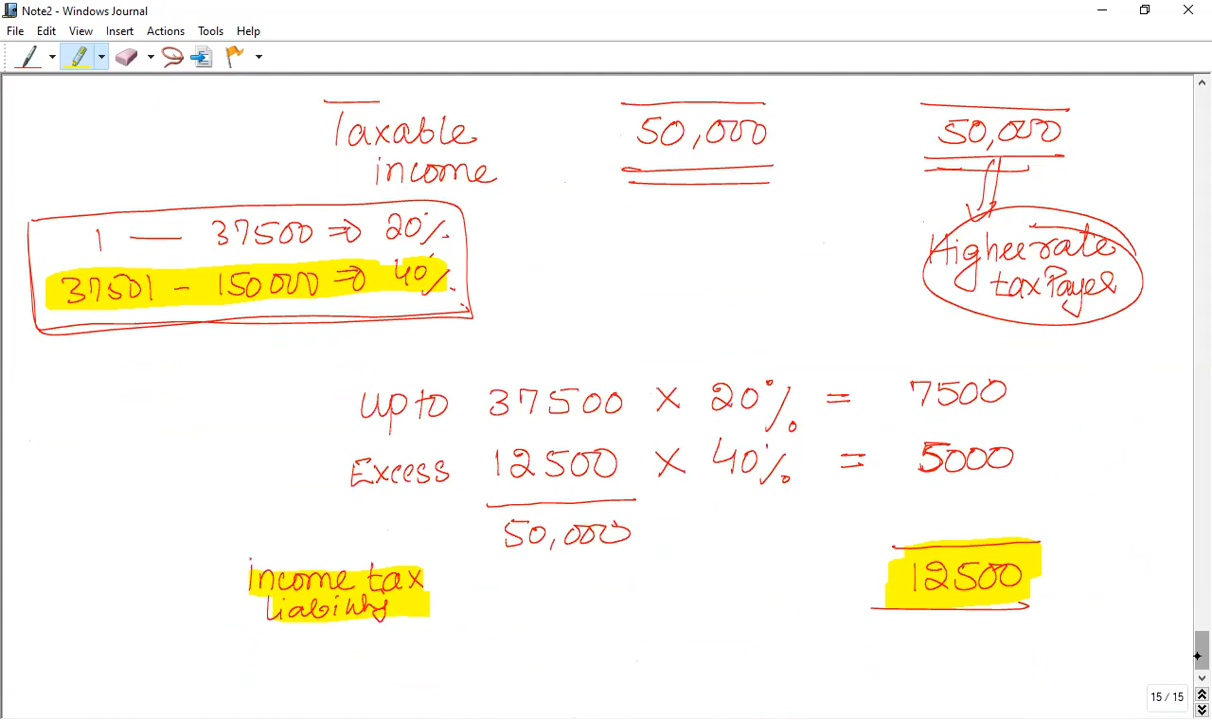 Note2 - Windows Journal
File Edit View Insert Actions Tools Help
Taxable 50,000 50,000
income
1 — 37500 ⇒ 20%
37501 - 150000 ⇒ 40%
Higher rate
tax Payer
upto 37500 × 20% = 7500
Excess 12500 × 40% = 5000
50,000
income tax 12500
liability
15 / 15